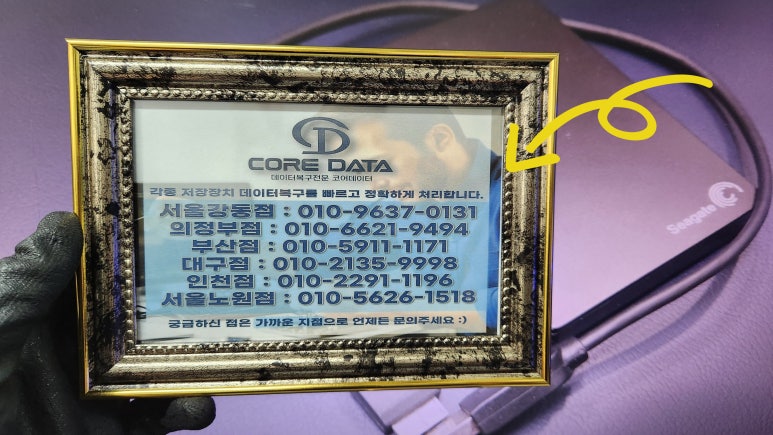 CORE DATA
데이터복구전문 코어데이터
각종 저장장치 데이터복구를 빠르고 정확하게 처리합니다.
서울강동점 : 010-9637-0131
의정부점 : 010-6621-9494
부산점 : 010-5911-1171
대구점 : 010-2135-9998
인천점 : 010-2291-1196
서울노원점 : 010-5626-1518
궁금하신 점은 가까운 지점으로 언제든 문의주세요 :)
Seagate